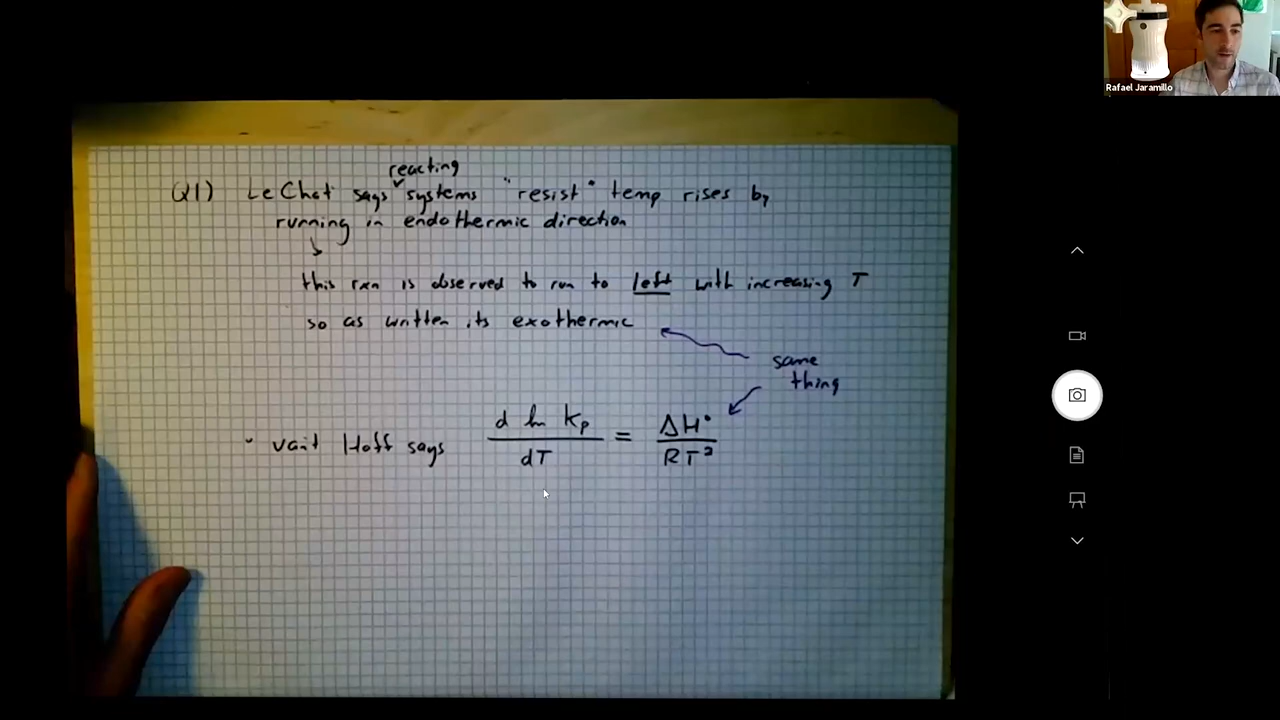 Rafael Jaramillo
reacting
Q1) LeChat says systems "resist" temp rises by
running in endothermic direction
this rxn is observed to run to left with increasing T
so as written its exothermic
same
thing
van't Hoff says d ln Kp / dT = ΔH° / RT²